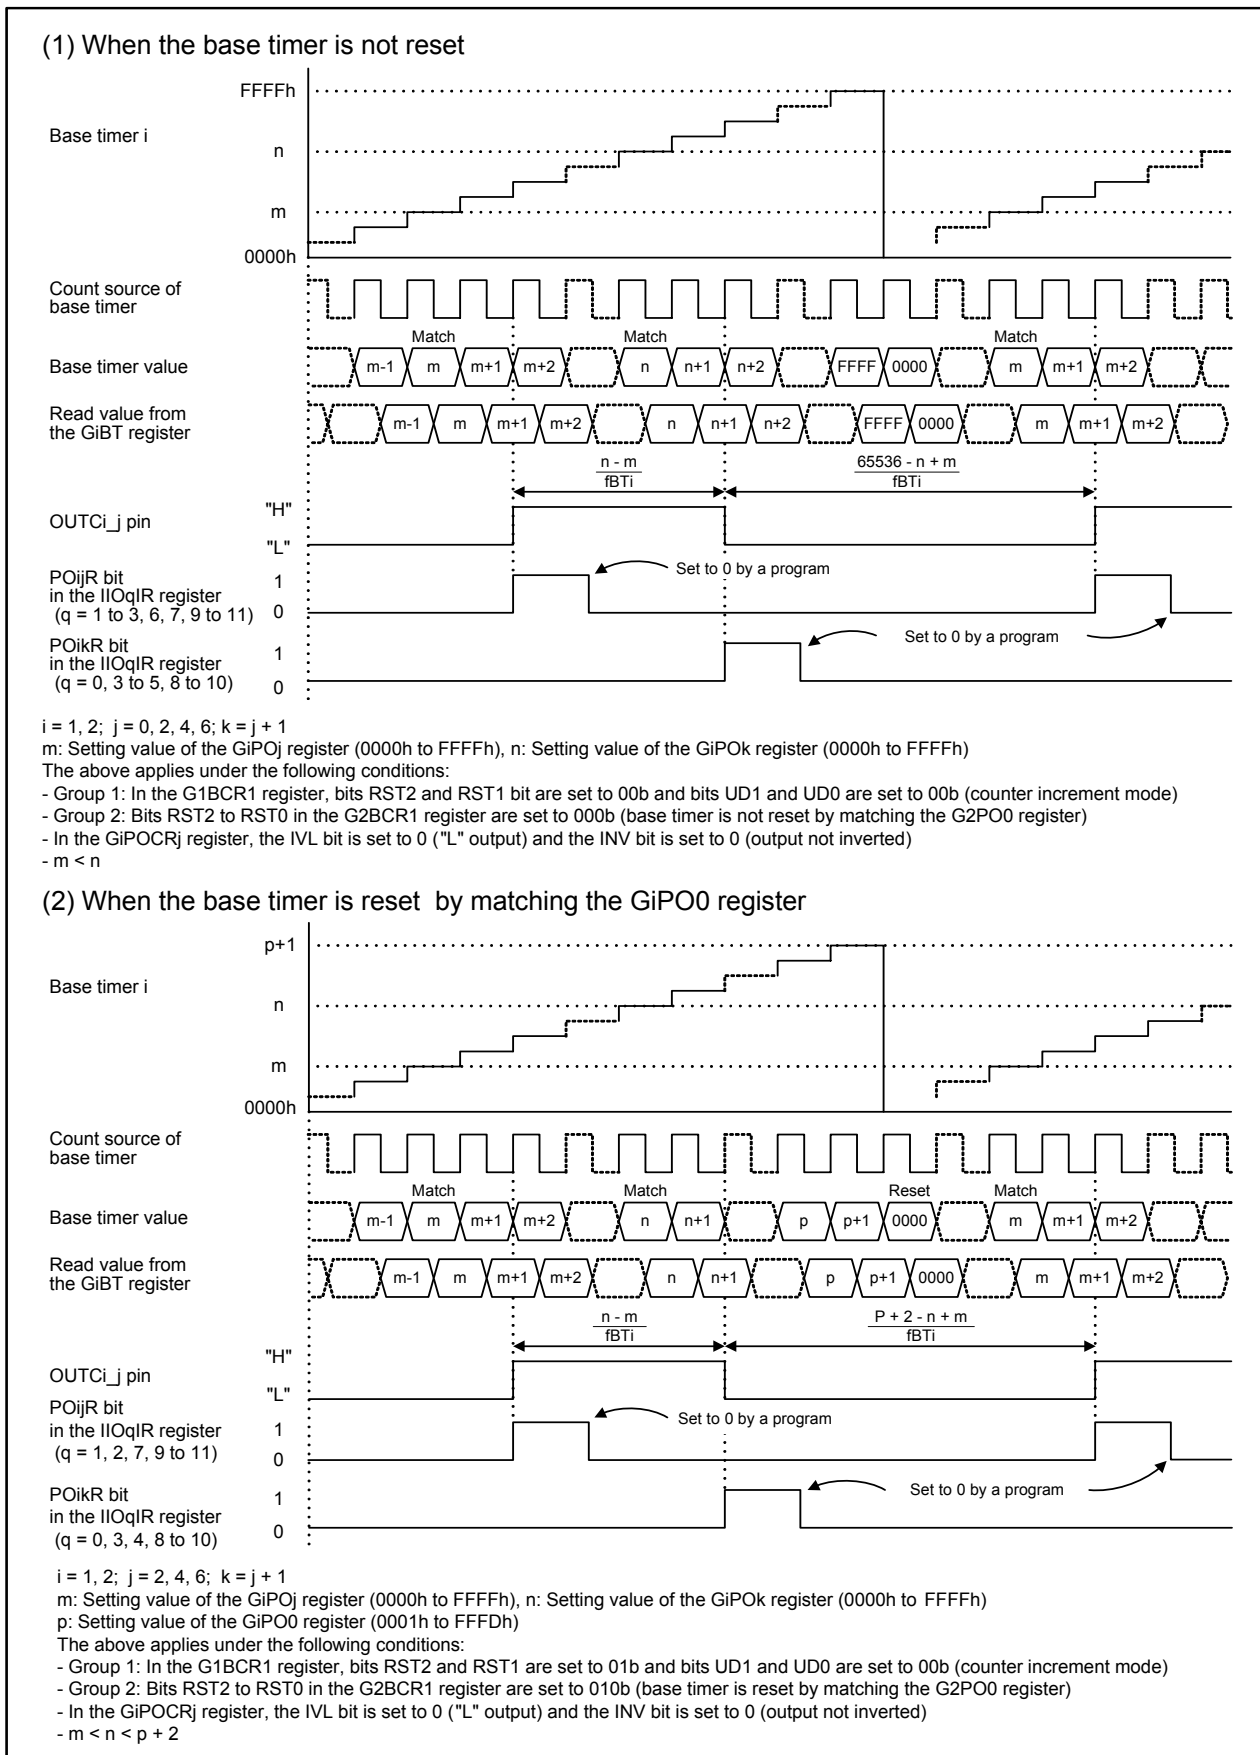 (1) When the base timer is not reset
FFFFh
Base timer i
n
m
0000h
Count source of
base timer
Match Match Match
Base timer value m-1 m m+1 m+2 n n+1 n+2 FFFF 0000 m m+1 m+2
Read value from
the GiBT register m-1 m m+1 m+2 n n+1 n+2 FFFF 0000 m m+1 m+2
n - m
fBTi
65536 - n + m
fBTi
"H"
OUTCi_j pin
"L"
POijR bit
in the IIOqIR register
(q = 1 to 3, 6, 7, 9 to 11)
1
0
Set to 0 by a program
POikR bit
in the IIOqIR register
(q = 0, 3 to 5, 8 to 10)
1
0
Set to 0 by a program
i = 1, 2; j = 0, 2, 4, 6; k = j + 1
m: Setting value of the GiPOj register (0000h to FFFFh), n: Setting value of the GiPOk register (0000h to FFFFh)
The above applies under the following conditions:
- Group 1: In the G1BCR1 register, bits RST2 and RST1 bit are set to 00b and bits UD1 and UD0 are set to 00b (counter increment mode)
- Group 2: Bits RST2 to RST0 in the G2BCR1 register are set to 000b (base timer is not reset by matching the G2PO0 register)
- In the GiPOCRj register, the IVL bit is set to 0 ("L" output) and the INV bit is set to 0 (output not inverted)
- m < n
(2) When the base timer is reset by matching the GiPO0 register
p+1
Base timer i
n
m
0000h
Count source of
base timer
Match Match Reset Match
Base timer value m-1 m m+1 m+2 n n+1 p p+1 0000 m m+1 m+2
Read value from
the GiBT register m-1 m m+1 m+2 n n+1 p p+1 0000 m m+1 m+2
n - m
fBTi
P + 2 - n + m
fBTi
"H"
OUTCi_j pin
"L"
POijR bit
in the IIOqIR register
(q = 1, 2, 7, 9 to 11)
1
0
Set to 0 by a program
POikR bit
in the IIOqIR register
(q = 0, 3, 4, 8 to 10)
1
0
Set to 0 by a program
i = 1, 2; j = 2, 4, 6; k = j + 1
m: Setting value of the GiPOj register (0000h to FFFFh), n: Setting value of the GiPOk register (0000h to FFFFh)
p: Setting value of the GiPO0 register (0001h to FFFDh)
The above applies under the following conditions:
- Group 1: In the G1BCR1 register, bits RST2 and RST1 are set to 01b and bits UD1 and UD0 are set to 00b (counter increment mode)
- Group 2: Bits RST2 to RST0 in the G2BCR1 register are set to 010b (base timer is reset by matching the G2PO0 register)
- In the GiPOCRj register, the IVL bit is set to 0 ("L" output) and the INV bit is set to 0 (output not inverted)
- m < n < p + 2